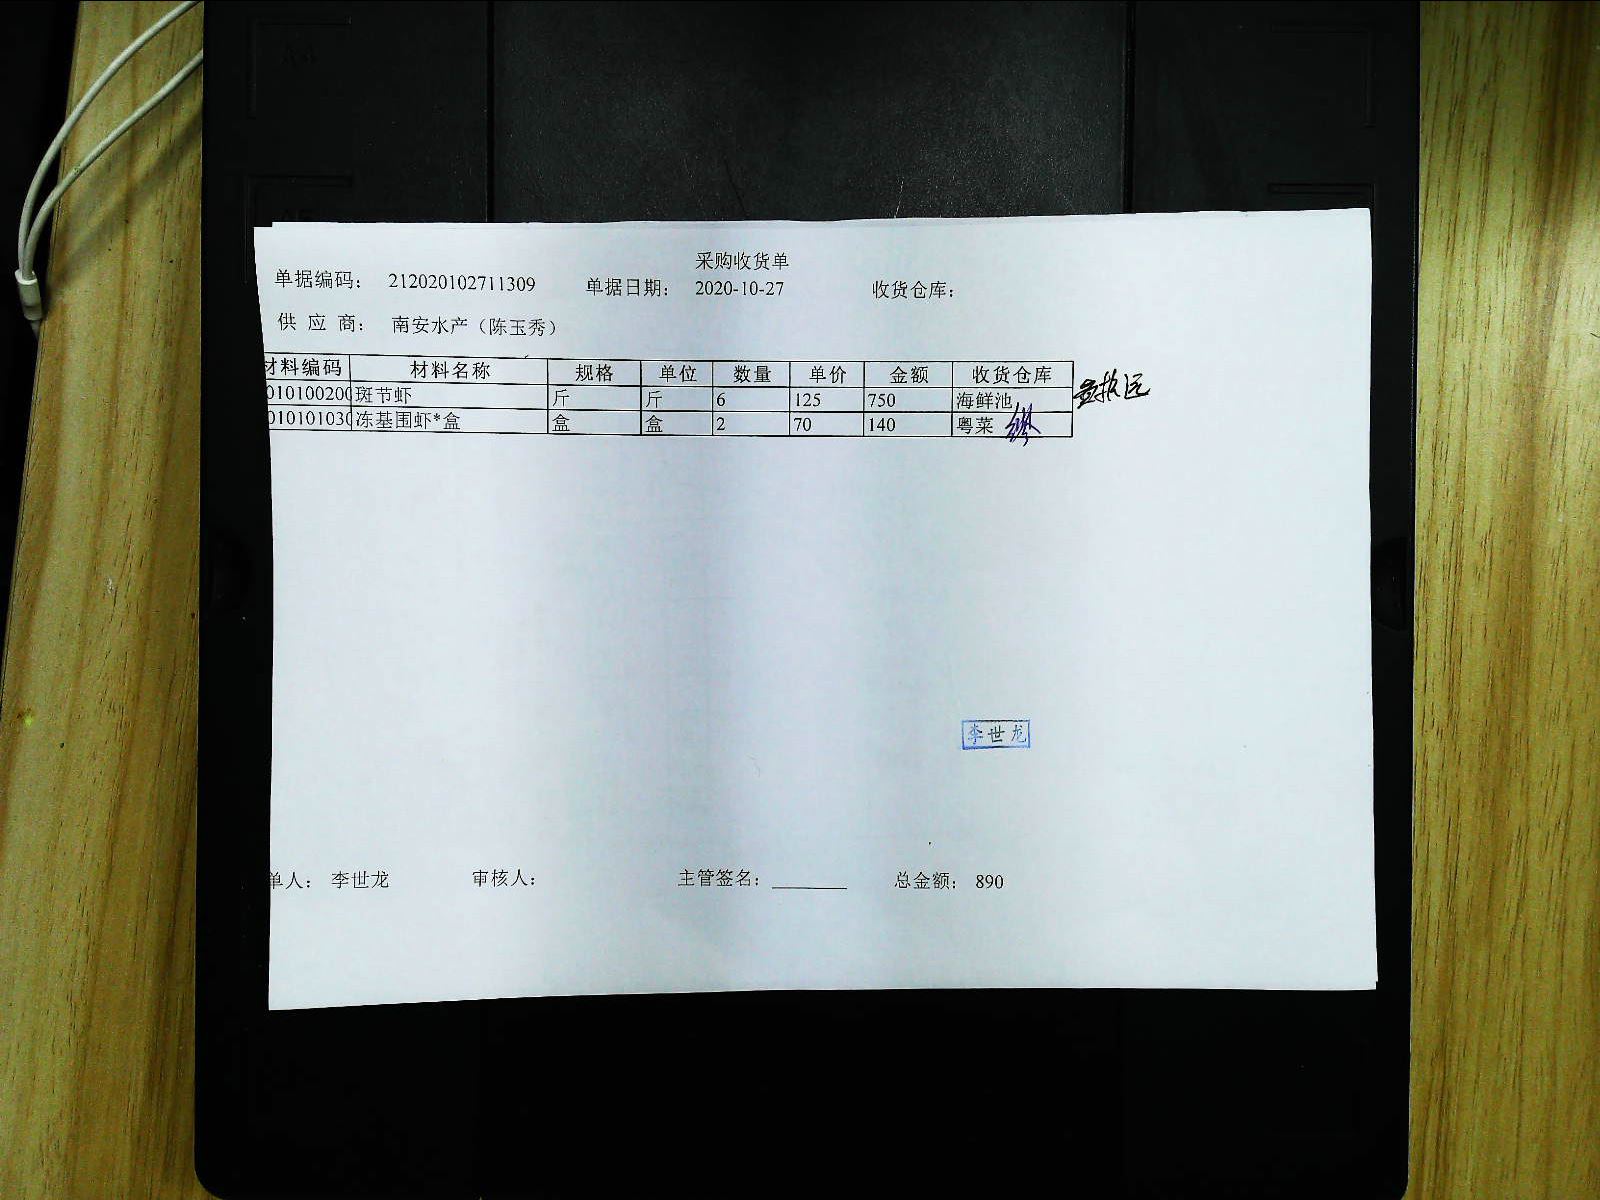 采购收货单
单据编码： 212020102711309 单据日期： 2020-10-27 收货仓库：
供 应 商： 南安水产（陈玉秀）
材料编码 材料名称 规格 单位 数量 单价 金额 收货仓库
010100200 斑节虾 斤 斤 6 125 750 海鲜池
010101030 冻基围虾*盒 盒 盒 2 70 140 粤菜
李世龙
单人： 李世龙 审核人： 主管签名： ________ 总金额： 890